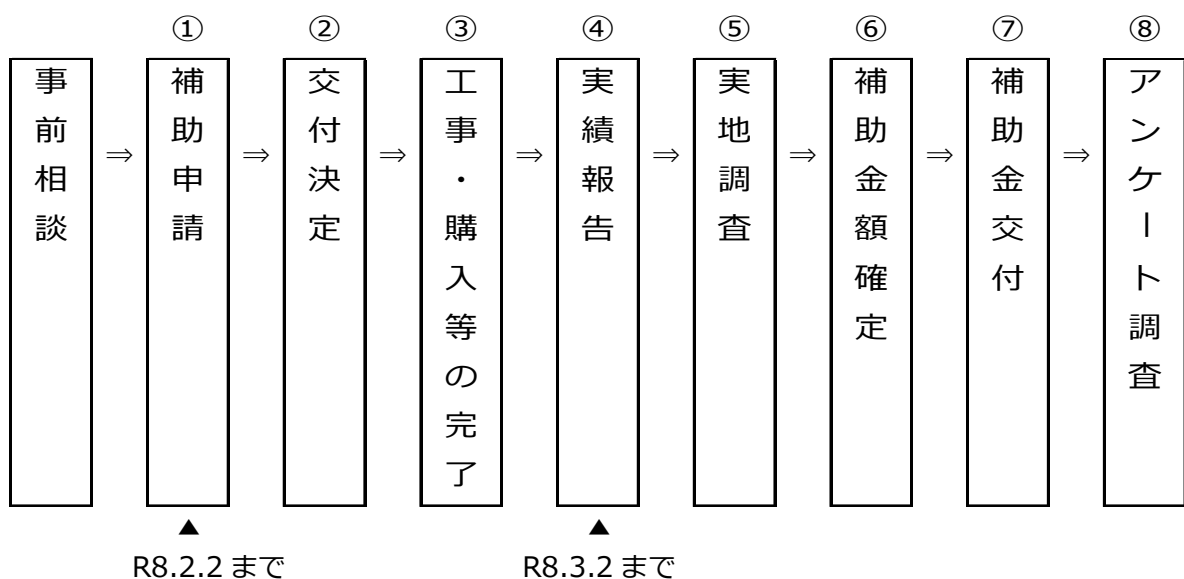 ① ② ③ ④ ⑤ ⑥ ⑦ ⑧
事前相談
⇒
補助申請
⇒
交付決定
⇒
工事・購入等の完了
⇒
実績報告
⇒
実地調査
⇒
補助金額確定
⇒
補助金交付
⇒
アンケート調査
▲ ▲
R8.2.2 まで R8.3.2 まで